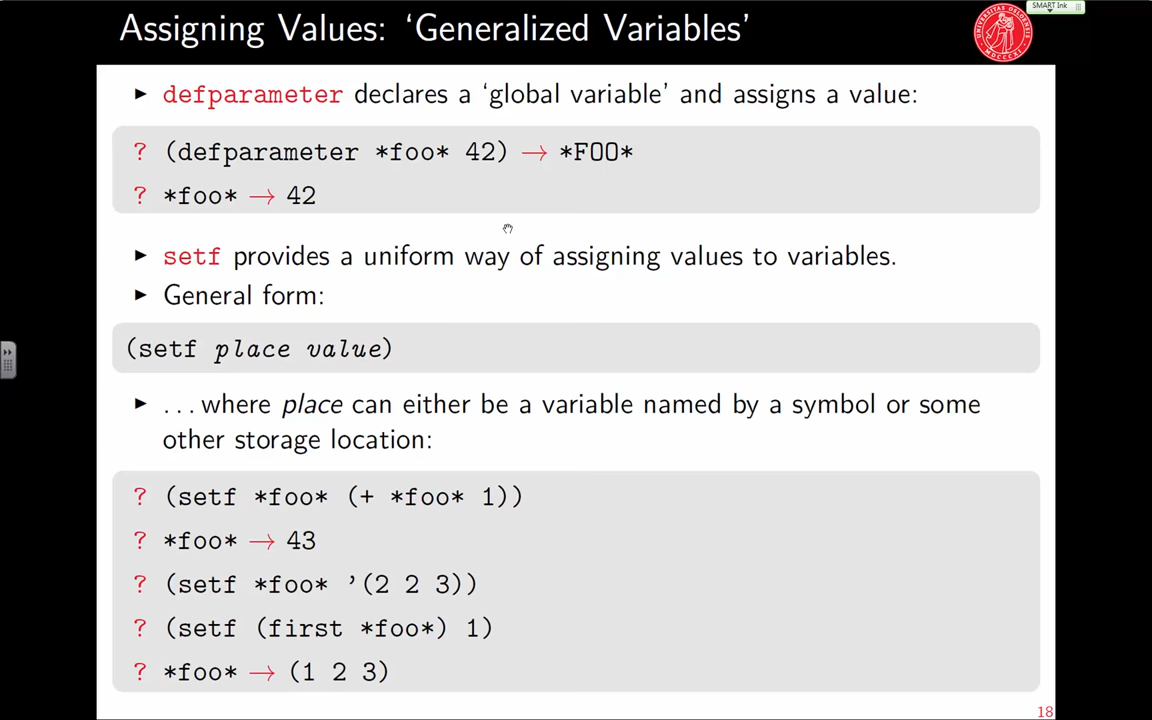 SMART Ink
Assigning Values: ‘Generalized Variables’
UNIVERSITAS OSLOENSIS
MDCCCXI
▶ defparameter declares a ‘global variable’ and assigns a value:
? (defparameter *foo* 42) → *FOO*
? *foo* → 42
▶ setf provides a uniform way of assigning values to variables.
▶ General form:
(setf place value)
▶ ...where place can either be a variable named by a symbol or some
other storage location:
? (setf *foo* (+ *foo* 1))
? *foo* → 43
? (setf *foo* ’(2 2 3))
? (setf (first *foo*) 1)
? *foo* → (1 2 3)
18